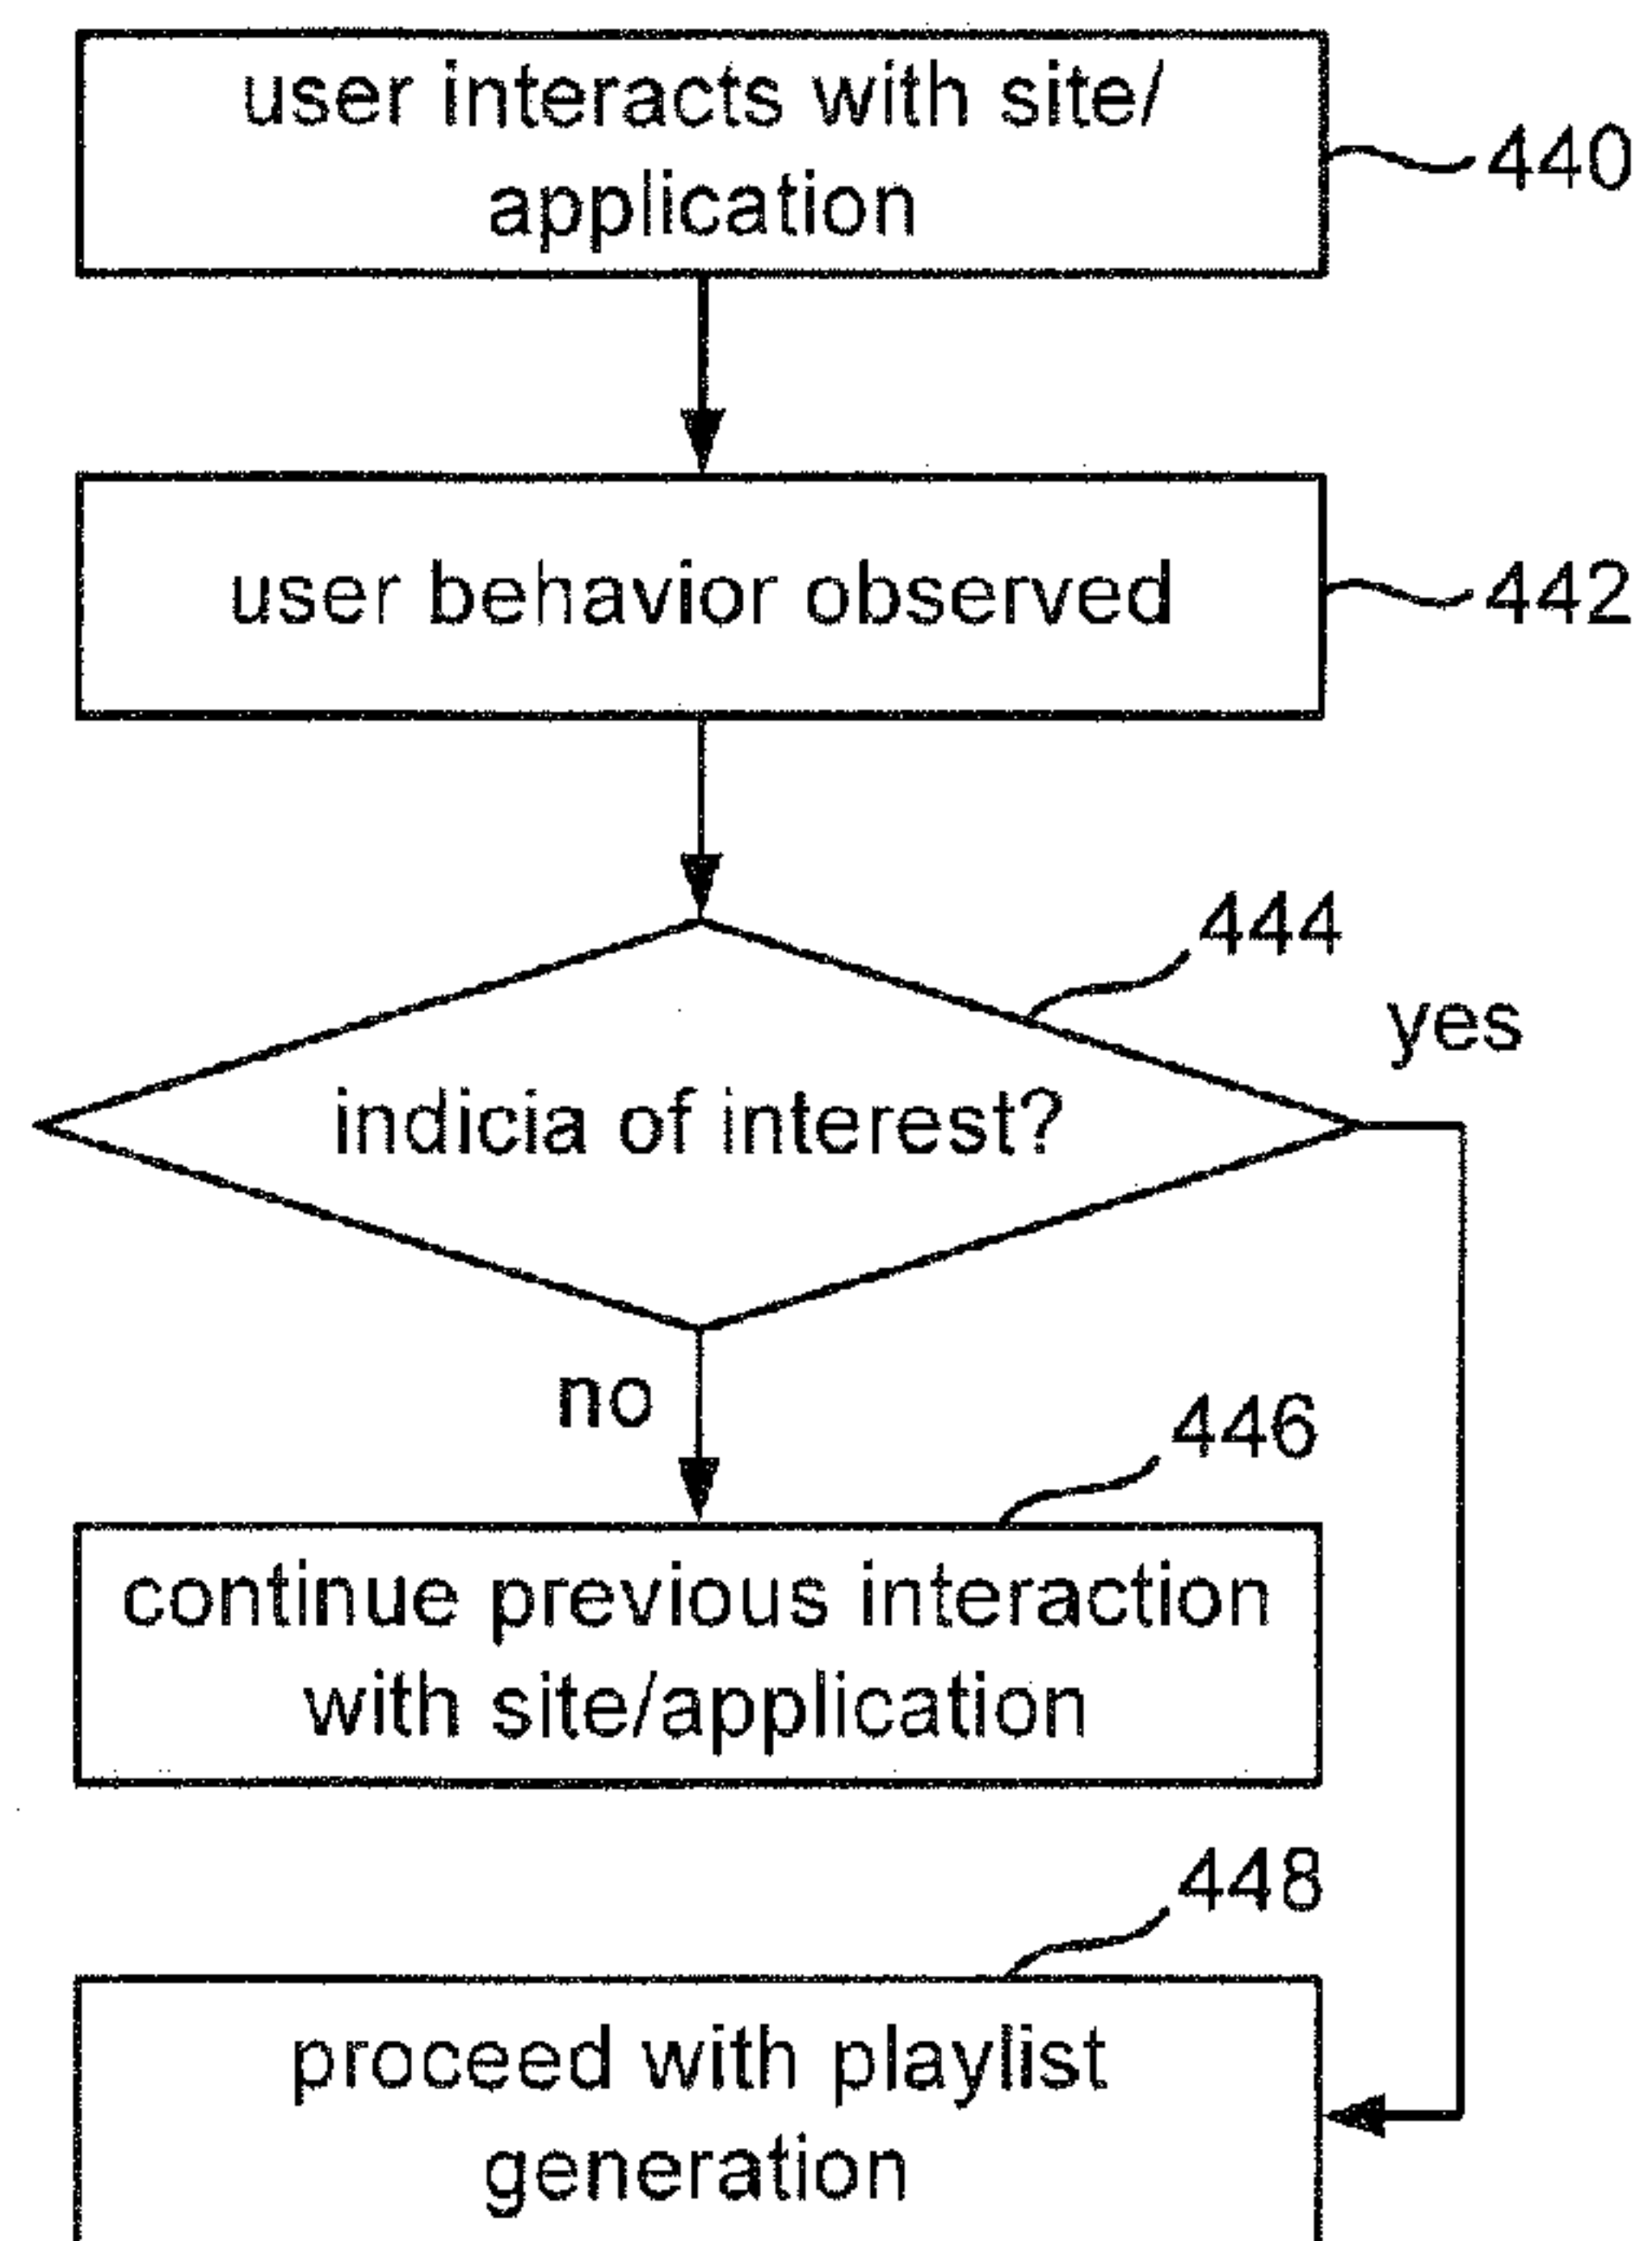 user interacts with site/
application
440
user behavior observed
442
444
yes
indicia of interest?
no
446
continue previous interaction
with site/application
448
proceed with playlist
generation